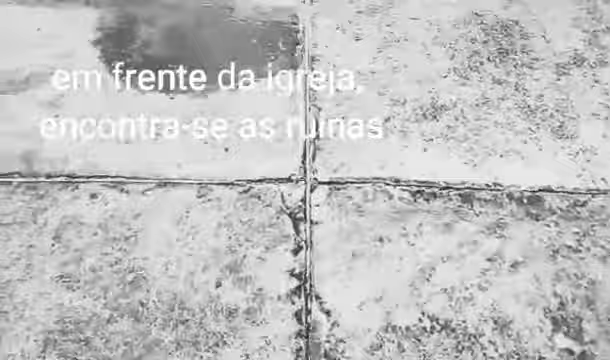 em frente da igreja,
encontra-se as ruínas